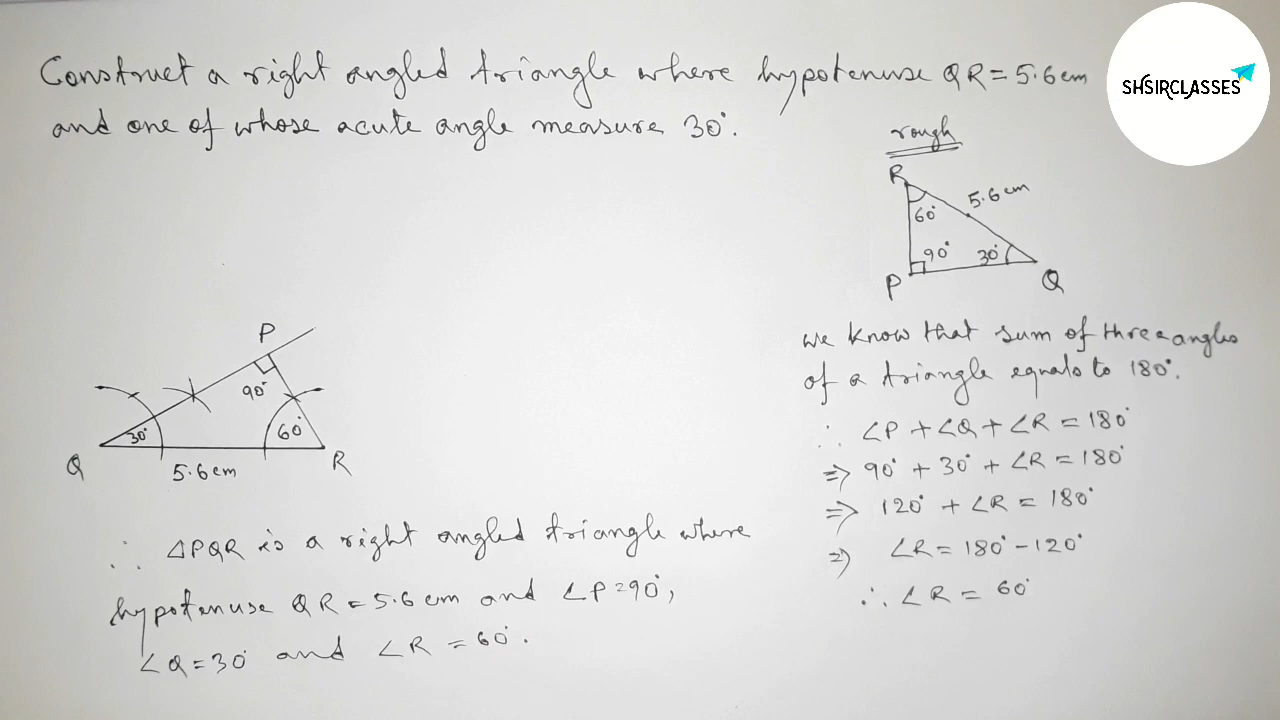 Construct a right angled triangle where hypotenuse QR = 5.6 cm
and one of whose acute angle measure 30°.
SHSIRCLASSES
rough
R
5.6 cm
60°
90°
30°
P
Q
we know that sum of three angles
of a triangle equals to 180°.
∴ ∠P + ∠Q + ∠R = 180°
⇒ 90° + 30° + ∠R = 180°
⇒ 120° + ∠R = 180°
⇒ ∠R = 180° - 120°
∴ ∠R = 60°
P
90°
30°
60°
Q
R
5.6 cm
∴ △PQR is a right angled triangle where
hypotenuse QR = 5.6 cm and ∠P = 90°,
∠Q = 30° and ∠R = 60°.